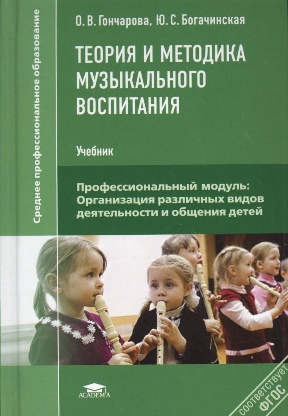 О. В. Гончарова, Ю. С. Богачинская
ТЕОРИЯ И МЕТОДИКА
МУЗЫКАЛЬНОГО
ВОСПИТАНИЯ
Учебник
Профессиональный модуль:
Организация различных видов
деятельности и общения детей
Среднее профессиональное образование
ACADEMA
соответствует
ФГОС